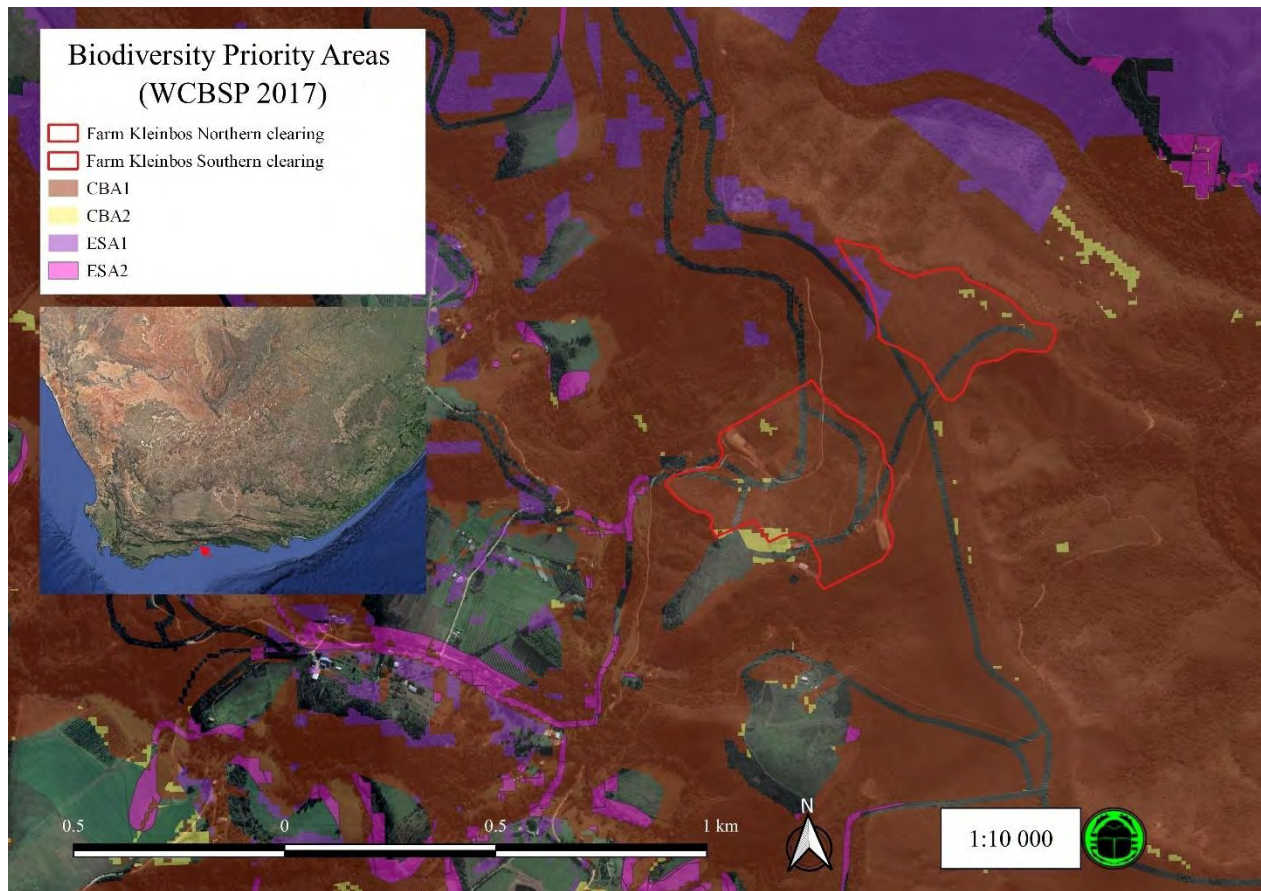 Biodiversity Priority Areas
(WCBSP 2017)
Farm Kleinbos Northern clearing
Farm Kleinbos Southern clearing
CBA1
CBA2
ESA1
ESA2
N
0.5 0 0.5 1 km
1:10 000